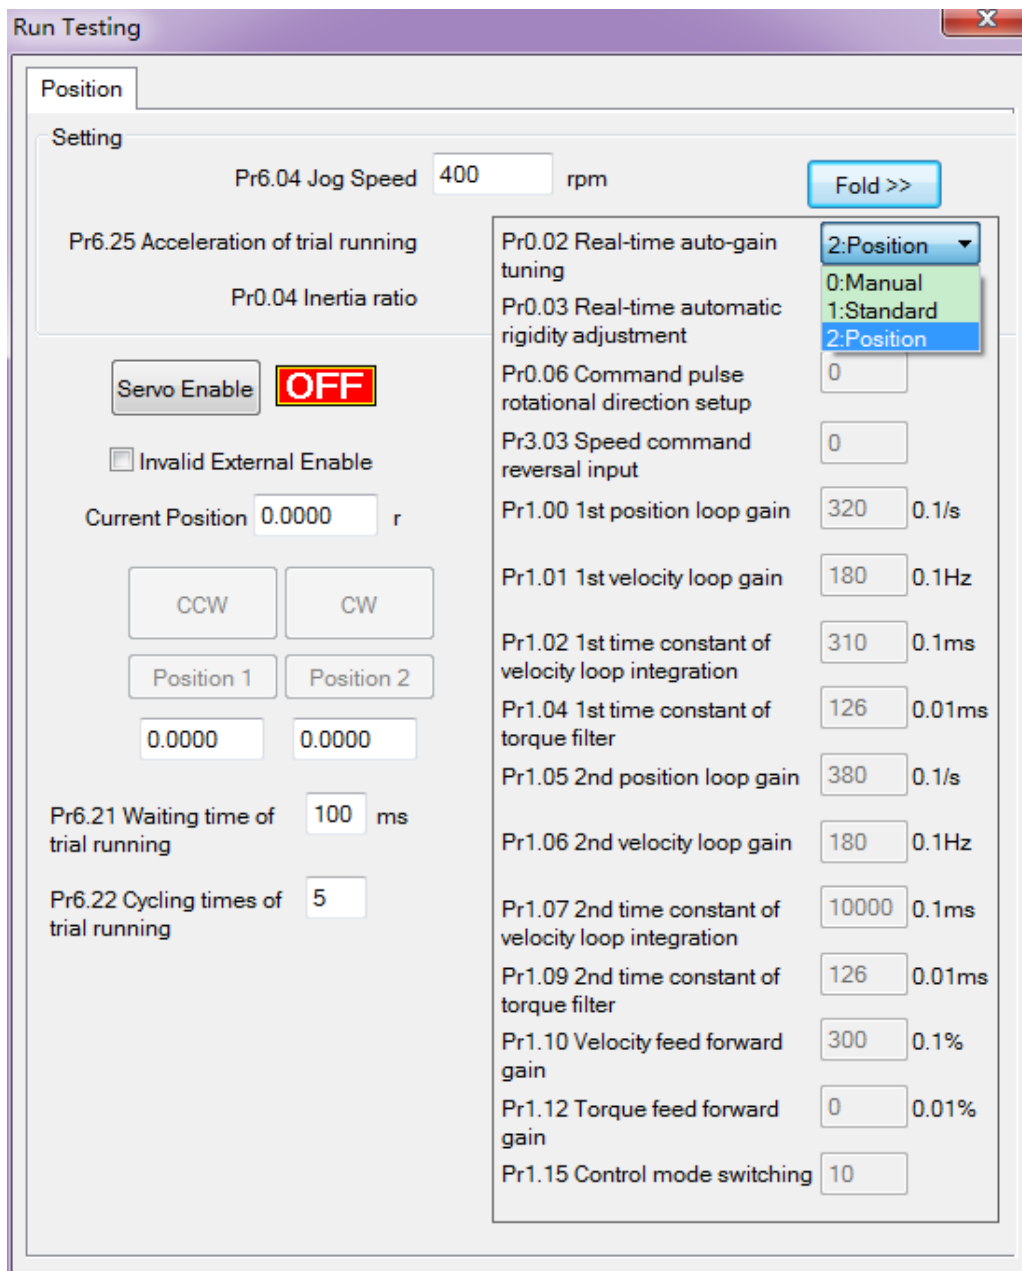 Run Testing
x
Position
Setting
Pr6.04 Jog Speed 400 rpm
Fold >>
Pr6.25 Acceleration of trial running
Pr0.04 Inertia ratio
Servo Enable OFF
Invalid External Enable
Current Position 0.0000 r
CCW CW
Position 1 Position 2
0.0000 0.0000
Pr6.21 Waiting time of 100 ms
trial running
Pr6.22 Cycling times of 5
trial running
Pr0.02 Real-time auto-gain 2:Position
tuning
0:Manual
1:Standard
2:Position
Pr0.03 Real-time automatic
rigidity adjustment
Pr0.06 Command pulse 0
rotational direction setup
Pr3.03 Speed command 0
reversal input
Pr1.00 1st position loop gain 320 0.1/s
Pr1.01 1st velocity loop gain 180 0.1Hz
Pr1.02 1st time constant of 310 0.1ms
velocity loop integration
Pr1.04 1st time constant of 126 0.01ms
torque filter
Pr1.05 2nd position loop gain 380 0.1/s
Pr1.06 2nd velocity loop gain 180 0.1Hz
Pr1.07 2nd time constant of 10000 0.1ms
velocity loop integration
Pr1.09 2nd time constant of 126 0.01ms
torque filter
Pr1.10 Velocity feed forward 300 0.1%
gain
Pr1.12 Torque feed forward 0 0.01%
gain
Pr1.15 Control mode switching 10